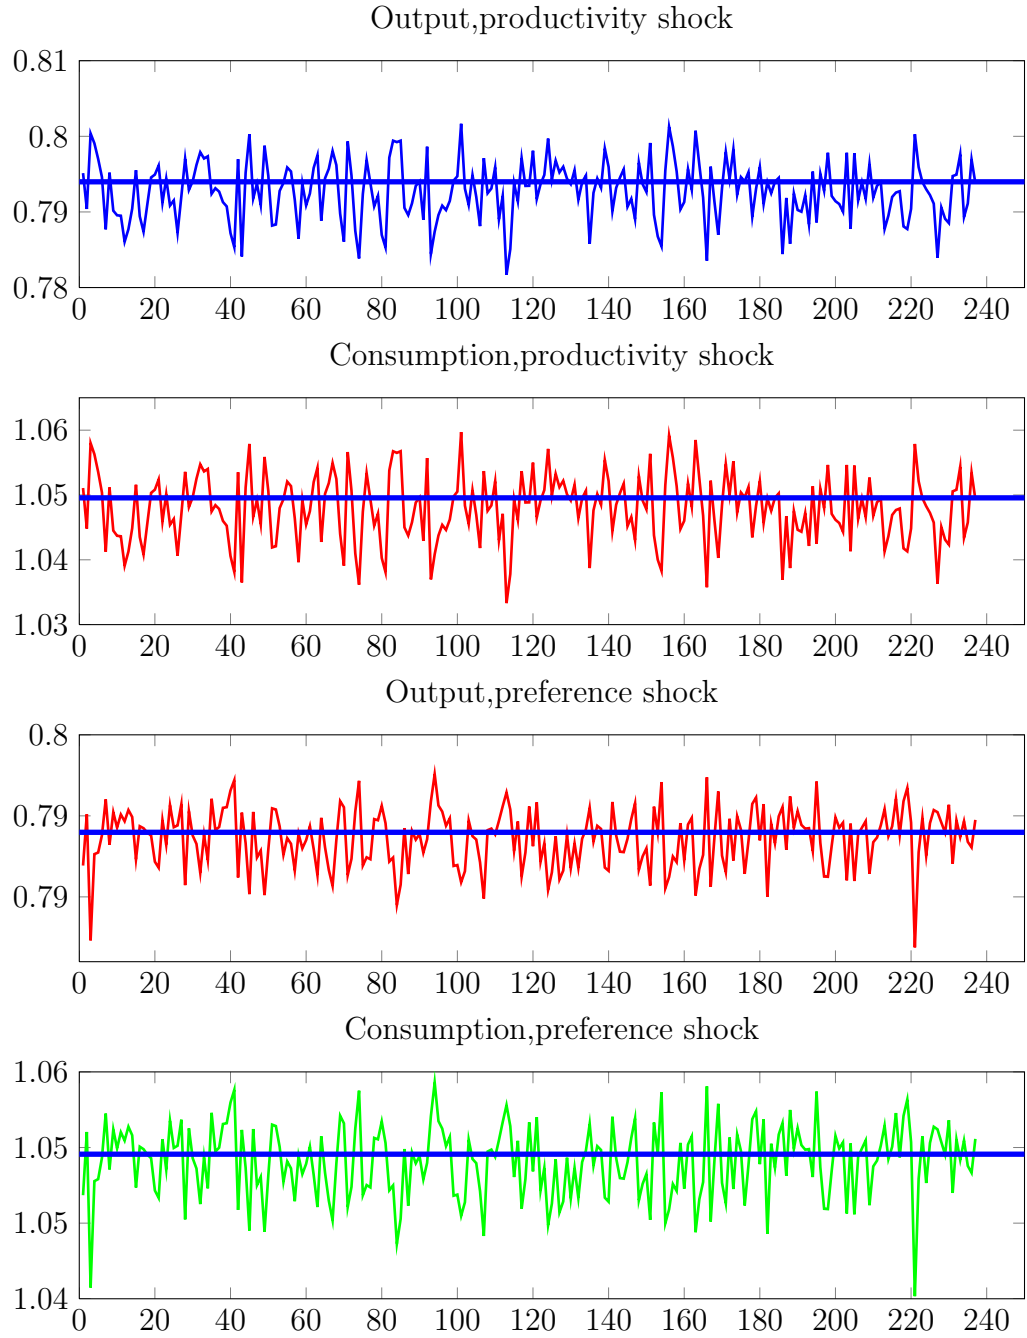 Output,productivity shock
0.81
0.8
0.79
0.78
0 20 40 60 80 100 120 140 160 180 200 220 240
Consumption,productivity shock
1.06
1.05
1.04
1.03
0 20 40 60 80 100 120 140 160 180 200 220 240
Output,preference shock
0.8
0.79
0.79
0 20 40 60 80 100 120 140 160 180 200 220 240
Consumption,preference shock
1.06
1.05
1.05
1.04
0 20 40 60 80 100 120 140 160 180 200 220 240